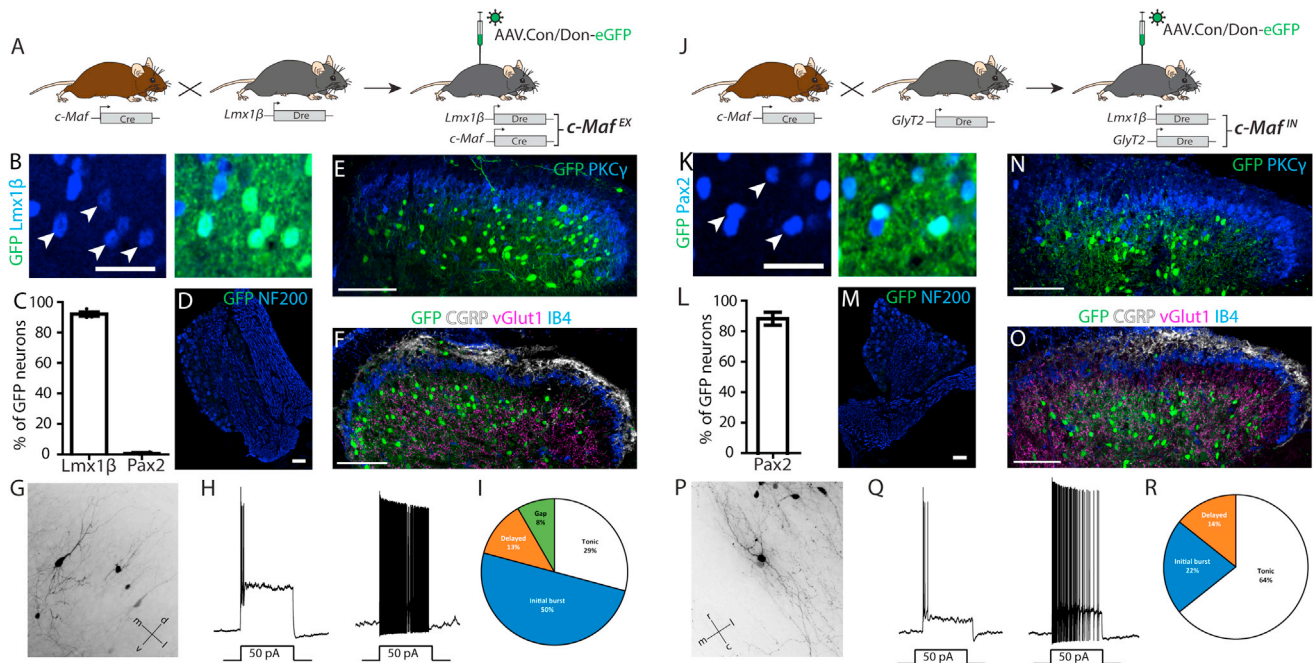 A
AAV.Con/Don-eGFP
c-Maf Cre
Lmx1β Dre
Lmx1β Dre
c-Maf Cre
c-Maf EX
B
GFP Lmx1β
E
GFP PKCγ
C
% of GFP neurons
100
80
60
40
20
0
Lmx1β Pax2
D
GFP NF200
GFP CGRP vGlut1 IB4
F
G
m d
v l
H
50 pA
50 pA
I
Gap
8%
Delayed
13%
Tonic
29%
Initial burst
50%
J
AAV.Con/Don-eGFP
c-Maf Cre
GlyT2 Dre
Lmx1β Dre
GlyT2 Dre
c-Maf IN
K
GFP Pax2
N
GFP PKCγ
L
% of GFP neurons
100
80
60
40
20
0
Pax2
M
GFP NF200
GFP CGRP vGlut1 IB4
O
P
r l
m c
Q
50 pA
50 pA
R
Delayed
14%
Initial burst
22%
Tonic
64%